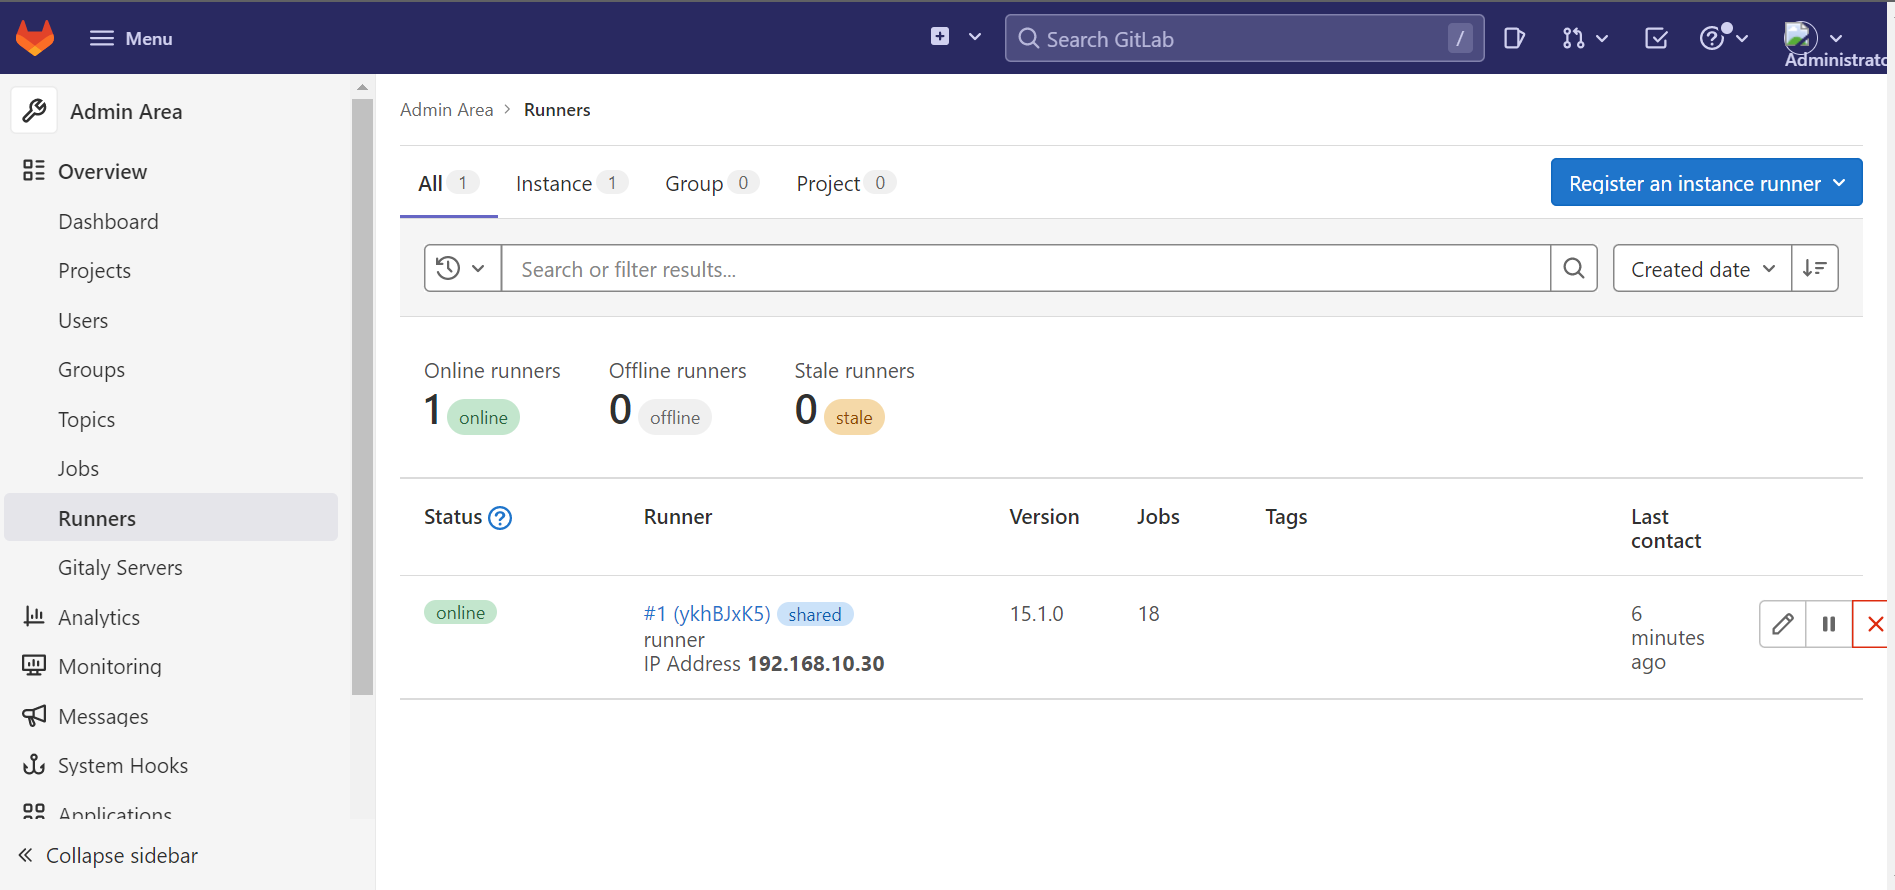 Menu
Search GitLab /
Administrato
Admin Area
Overview
Dashboard
Projects
Users
Groups
Topics
Jobs
Runners
Gitaly Servers
Analytics
Monitoring
Messages
System Hooks
Applications
Collapse sidebar
Admin Area > Runners
All 1 Instance 1 Group 0 Project 0
Register an instance runner
Search or filter results...
Created date
Online runners Offline runners Stale runners
1 online 0 offline 0 stale
Status ? Runner Version Jobs Tags Last contact
online #1 (ykhBJxK5) shared 15.1.0 18 6 minutes ago
runner
IP Address 192.168.10.30